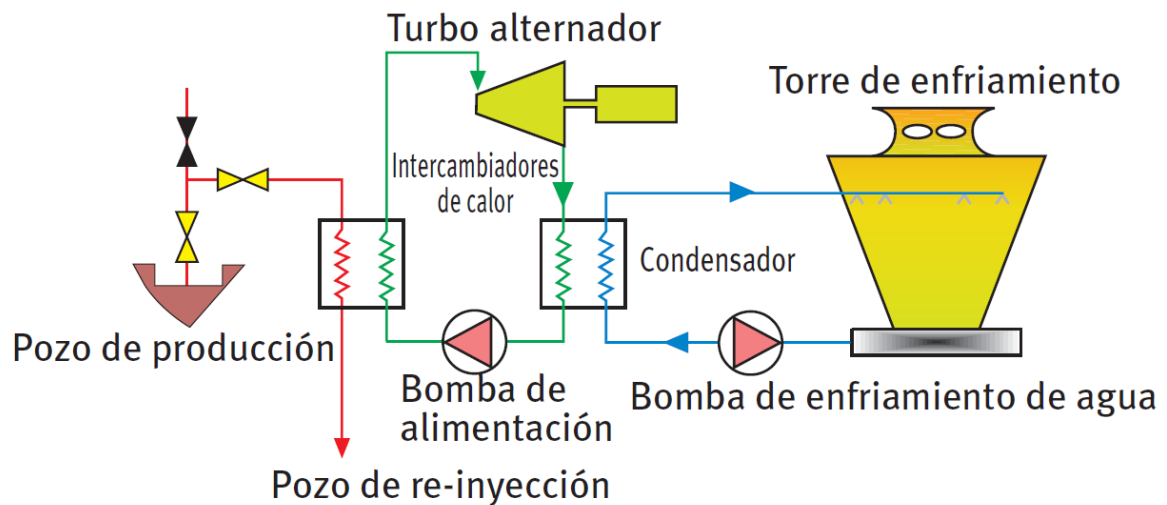 Turbo alternador
Torre de enfriamiento
Intercambiadores
de calor
Condensador
Pozo de producción
Bomba de
alimentación
Bomba de enfriamiento de agua
Pozo de re-inyección